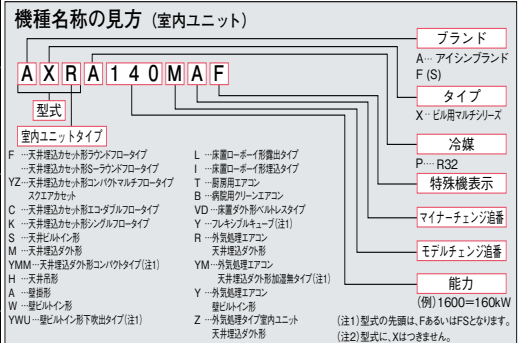 機種名称の見方（室内ユニット）
AXRA140MAF
型式
室内ユニットタイプ
F …天井埋込カセット形ラウンドフロータイプ
…天井埋込カセット形S-ラウンドフロータイプ
YZ…天井埋込カセット形コンパクトマルチフロータイプ
スクエアカセット
C …天井埋込カセット形エコ・ダブルフロータイプ
K …天井埋込カセット形シングルフロータイプ
S …天井ビルトイン形
M …天井埋込ダクト形
YMM…天井埋込ダクト形コンパクトタイプ(注1)
H …天井吊形
A …壁掛形
W …壁ビルトイン形
YWU…壁ビルトイン形下吹出タイプ(注1)
L …床置ローボーイ形露出タイプ
I …床置ローボーイ形埋込タイプ
T …厨房用エアコン
B …病院用クリーンエアコン
VD …床置ダクト形ベルトレスタイプ
Y …フレキシブルキューブ(注1)
R …外気処理エアコン
天井埋込ダクト形
YM…外気処理エアコン
天井埋込ダクト形加湿無タイプ(注1)
Y …外気処理エアコン
壁ビルトイン形
Z …外気処理タイプ室内ユニット
天井埋込ダクト形
ブランド
A… アイシンブランド
F (S)
タイプ
X… ビル用マルチシリーズ
冷媒
P… R32
特殊機表示
マイナーチェンジ追番
モデルチェンジ追番
能力
(例)1600=160kW
(注1)型式の先頭は、FあるいはFSとなります。
(注2)型式に、Xはつきません。